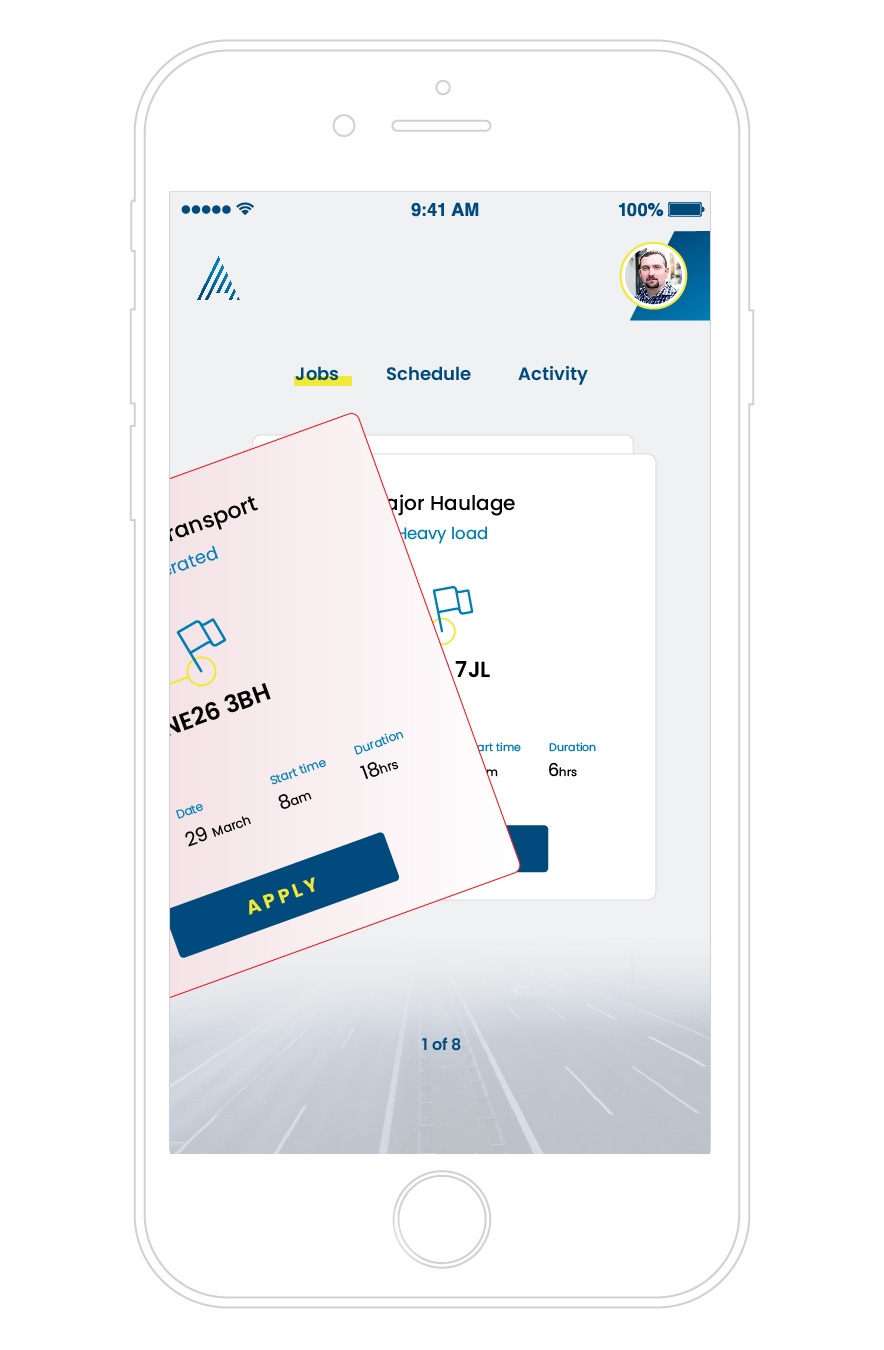 9:41 AM 100%
Jobs Schedule Activity
ransport
erated
NE26 3BH
Date Start time Duration
29 March 8am 18hrs
APPLY
ajor Haulage
Heavy load
7JL
art time Duration
m 6hrs
1 of 8